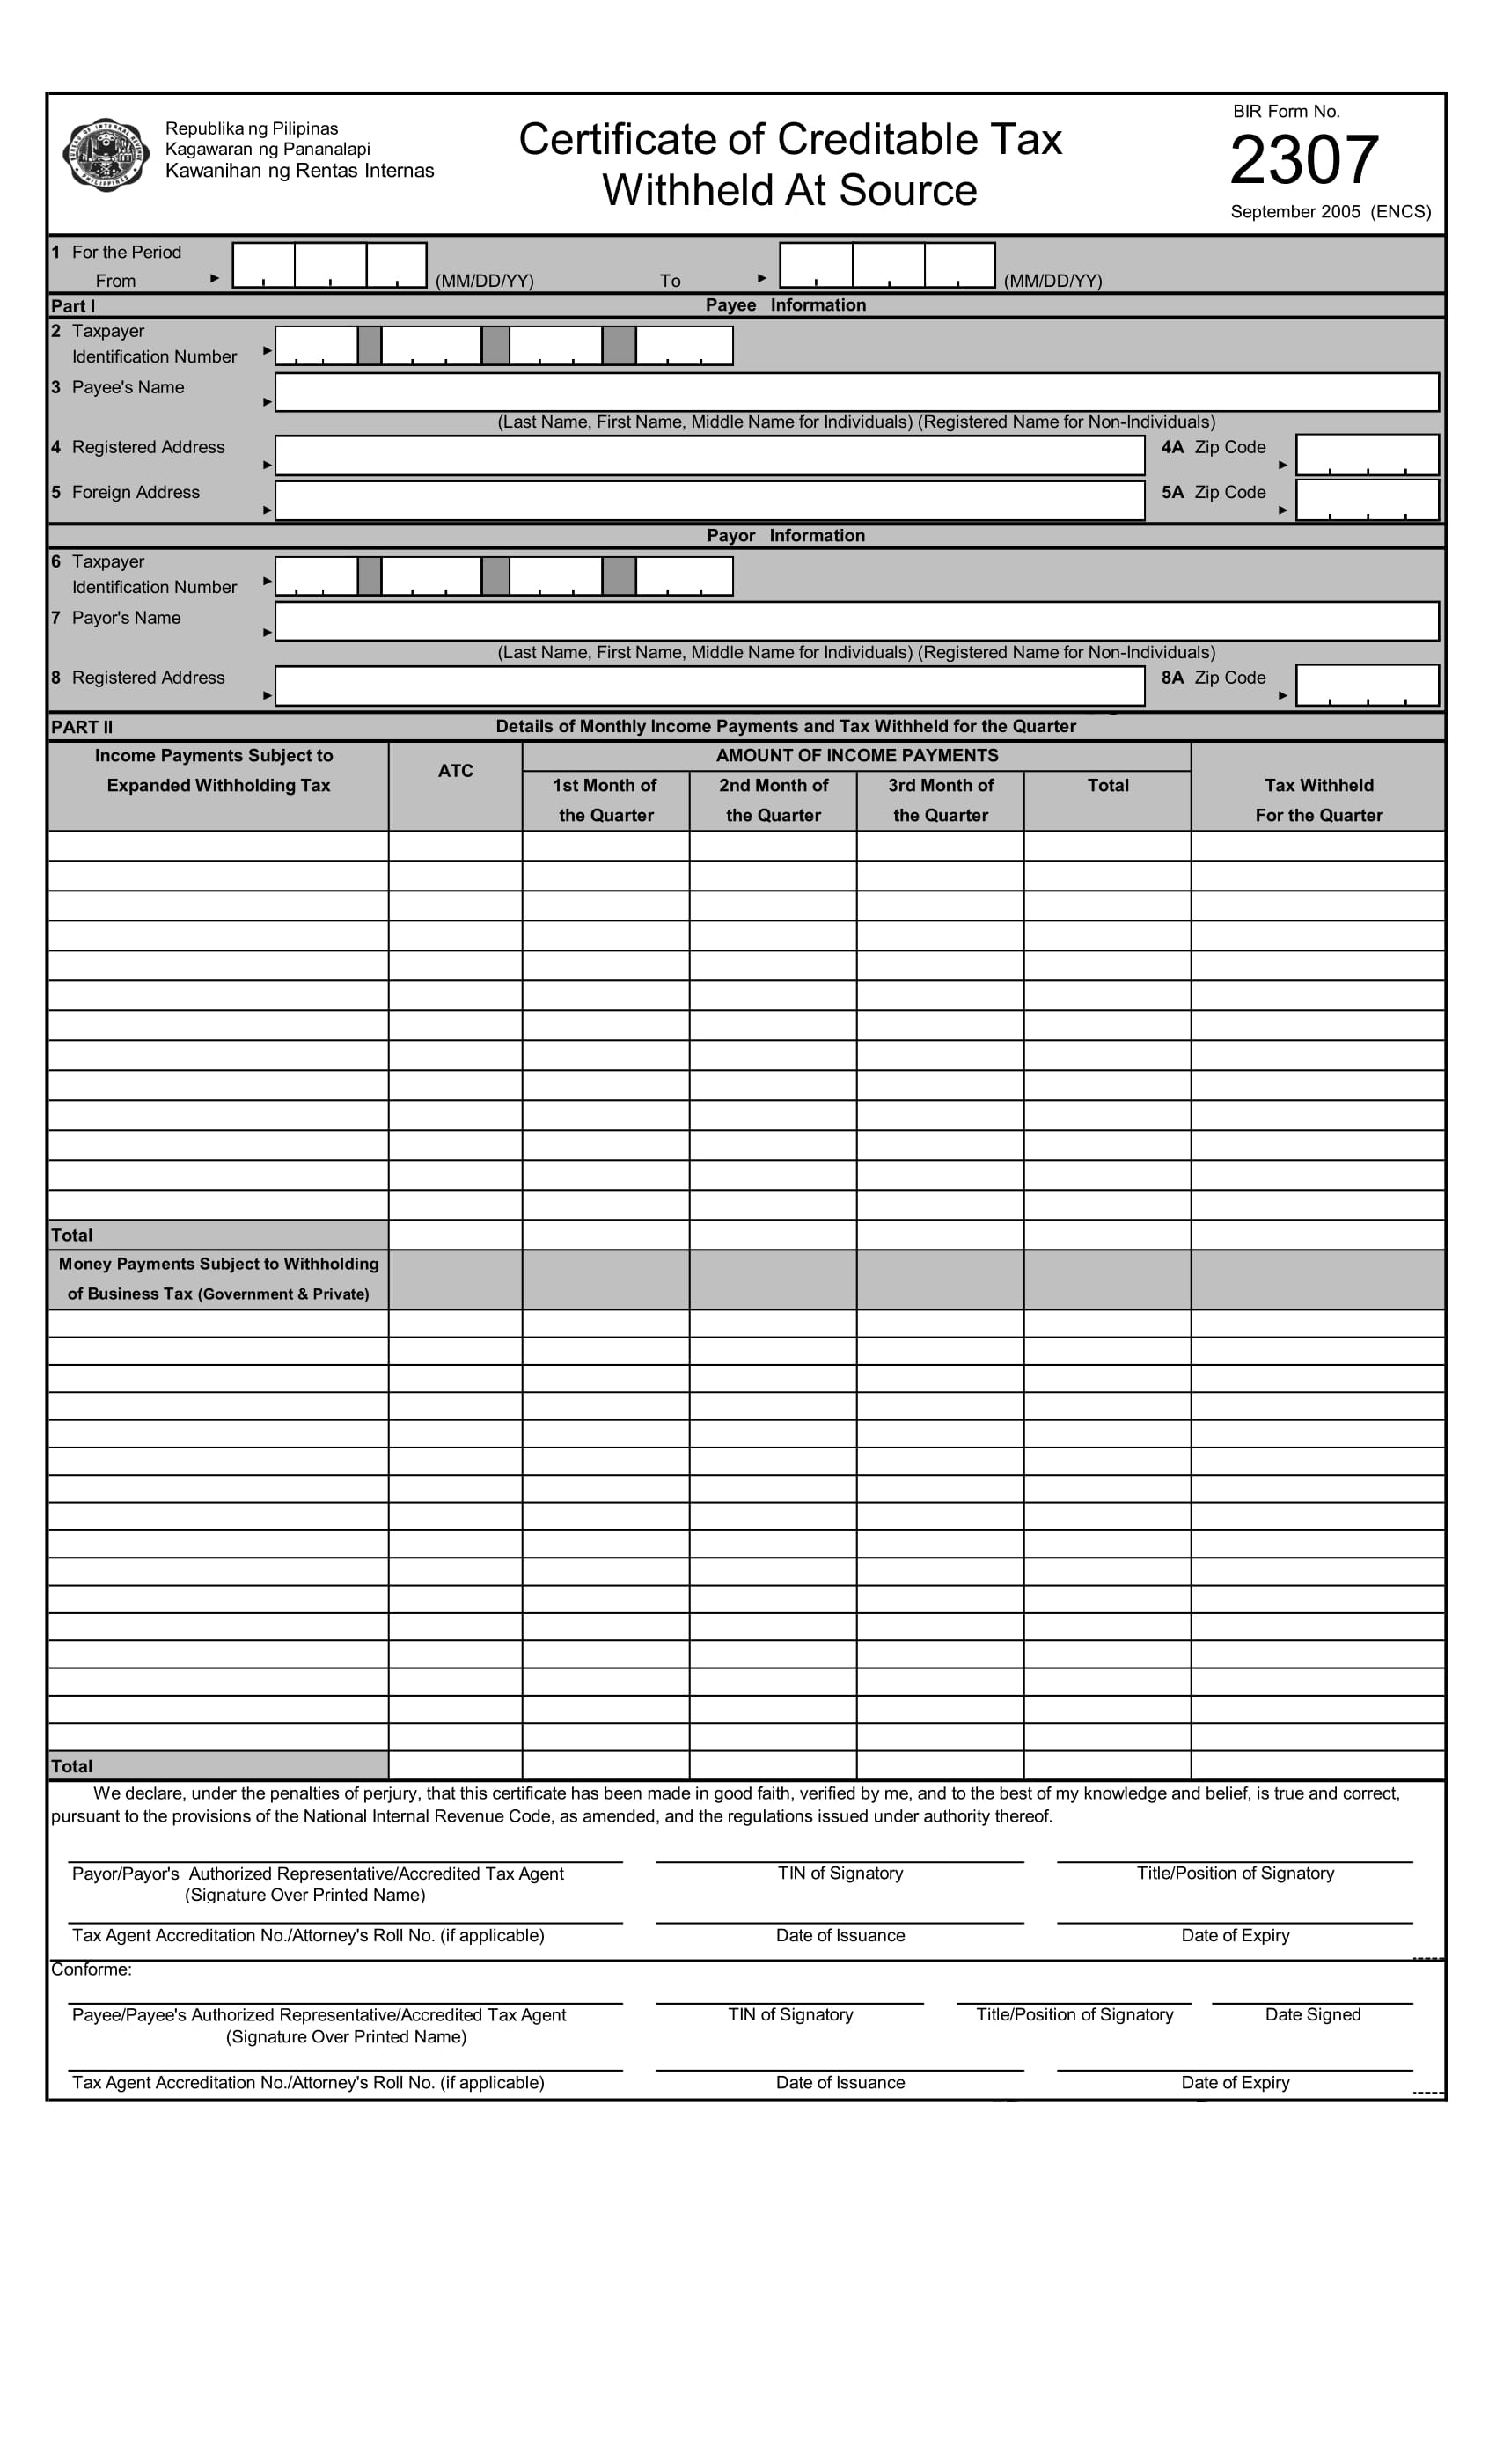 Republika ng Pilipinas
Kagawaran ng Pananalapi
Kawanihan ng Rentas Internas
Certificate of Creditable Tax
Withheld At Source
BIR Form No.
2307
September 2005 (ENCS)
1 For the Period
From (MM/DD/YY) To (MM/DD/YY)
Part I Payee Information
2 Taxpayer
Identification Number
3 Payee's Name
(Last Name, First Name, Middle Name for Individuals) (Registered Name for Non-Individuals)
4 Registered Address 4A Zip Code
5 Foreign Address 5A Zip Code
Payor Information
6 Taxpayer
Identification Number
7 Payor's Name
(Last Name, First Name, Middle Name for Individuals) (Registered Name for Non-Individuals)
8 Registered Address 8A Zip Code
PART II Details of Monthly Income Payments and Tax Withheld for the Quarter
Income Payments Subject to
Expanded Withholding Tax
ATC
AMOUNT OF INCOME PAYMENTS
1st Month of
the Quarter
2nd Month of
the Quarter
3rd Month of
the Quarter
Total
Tax Withheld
For the Quarter
Total
Money Payments Subject to Withholding
of Business Tax (Government & Private)
Total
We declare, under the penalties of perjury, that this certificate has been made in good faith, verified by me, and to the best of my knowledge and belief, is true and correct,
pursuant to the provisions of the National Internal Revenue Code, as amended, and the regulations issued under authority thereof.
Payor/Payor's Authorized Representative/Accredited Tax Agent TIN of Signatory Title/Position of Signatory
(Signature Over Printed Name)
Tax Agent Accreditation No./Attorney's Roll No. (if applicable) Date of Issuance Date of Expiry
Conforme:
Payee/Payee's Authorized Representative/Accredited Tax Agent TIN of Signatory Title/Position of Signatory Date Signed
(Signature Over Printed Name)
Tax Agent Accreditation No./Attorney's Roll No. (if applicable) Date of Issuance Date of Expiry